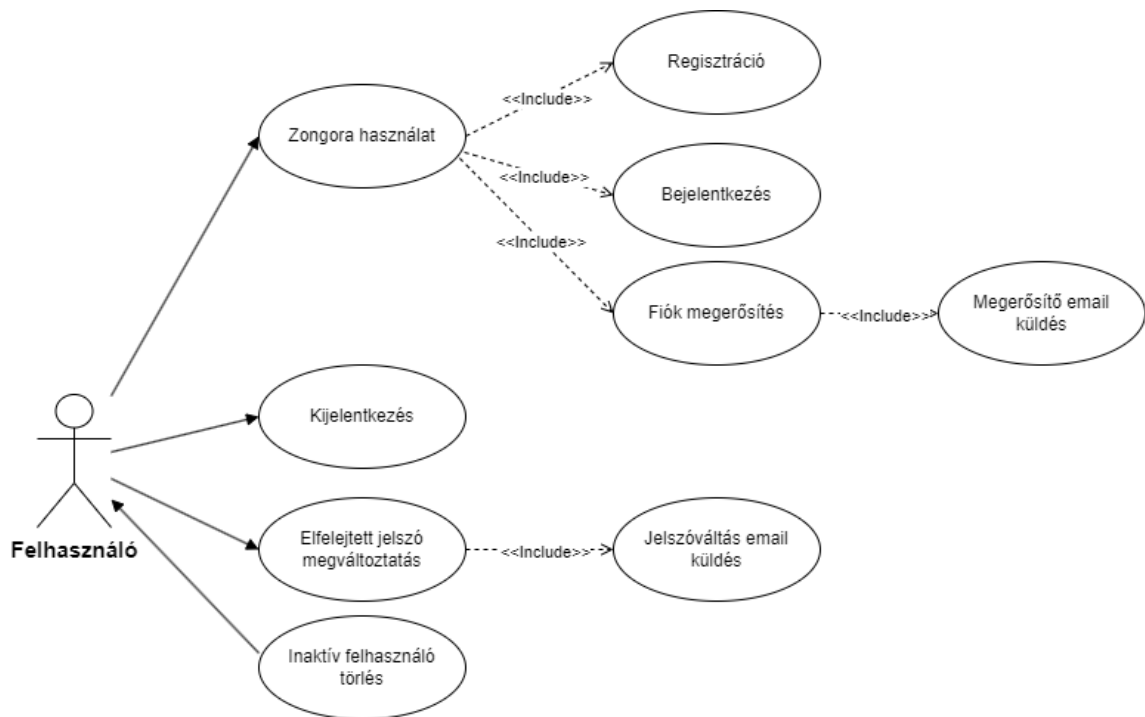 Regisztráció
<<Include>>
Zongora használat
<<Include>>
Bejelentkezés
<<Include>>
Fiók megerősítés
<<Include>>
Megerősítő email
küldés
Kijelentkezés
Felhasználó
Elfelejtett jelszó
megváltoztatás
<<Include>>
Jelszóváltás email
küldés
Inaktív felhasználó
törlés